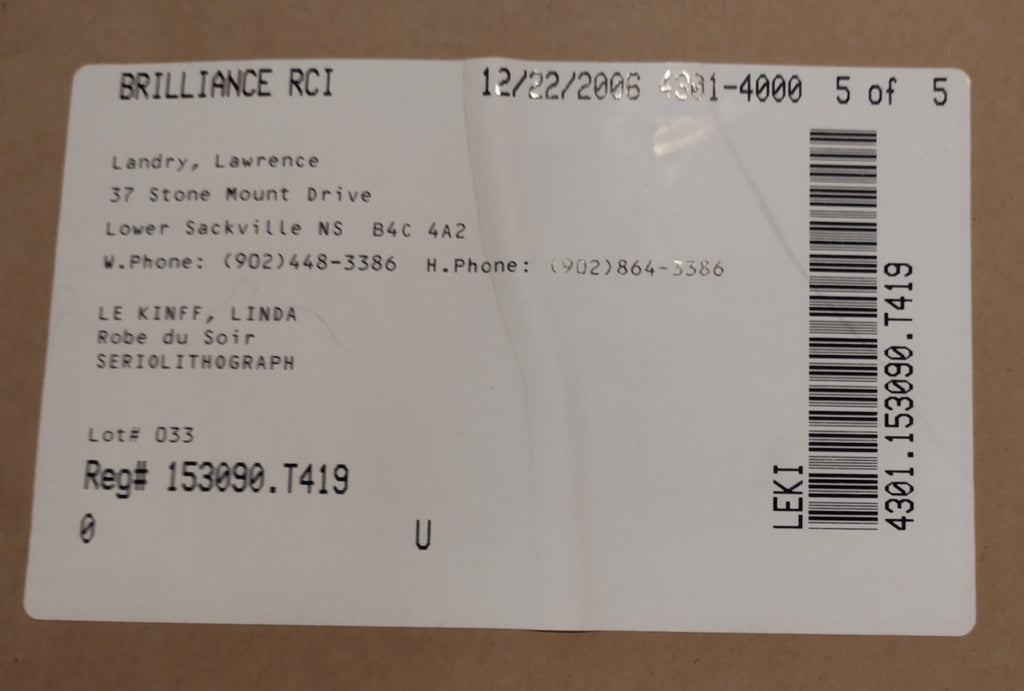 BRILLIANCE RCI 12/22/2006 4301-4000 5 of 5
Landry, Lawrence
37 Stone Mount Drive
Lower Sackville NS B4C 4A2
W.Phone: (902)448-3386 H.Phone: (902)864-3386
LE KINFF, LINDA
Robe du Soir
SERIOLITHOGRAPH
Lot# 033
Reg# 153090.T419
0 U
LEKI
4301.153090.T419